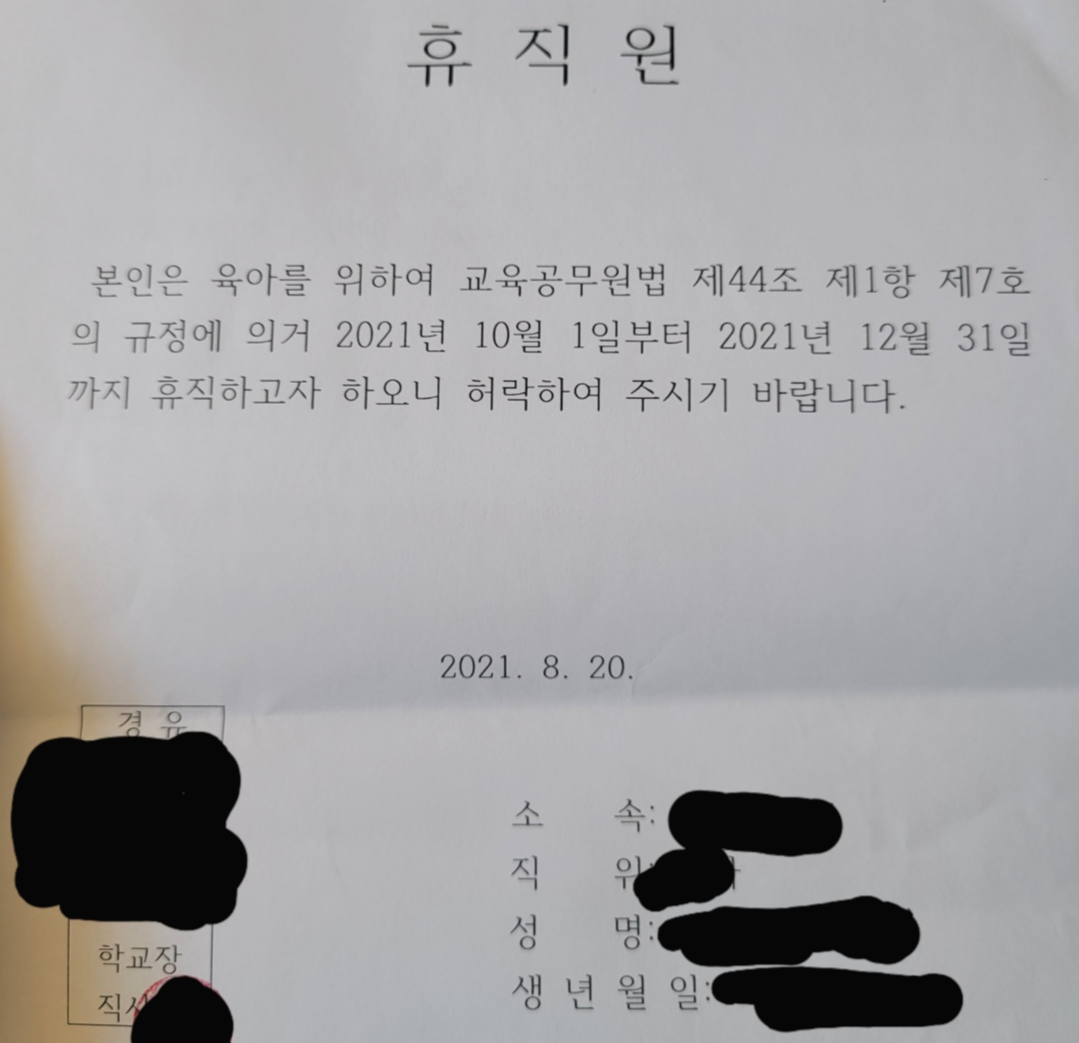 휴 직 원
본인은 육아를 위하여 교육공무원법 제44조 제1항 제7호
의 규정에 의거 2021년 10월 1일부터 2021년 12월 31일
까지 휴직하고자 하오니 허락하여 주시기 바랍니다.
2021. 8. 20.
경 유
소 속:
직 위:
성 명:
학교장
생 년 월 일:
직